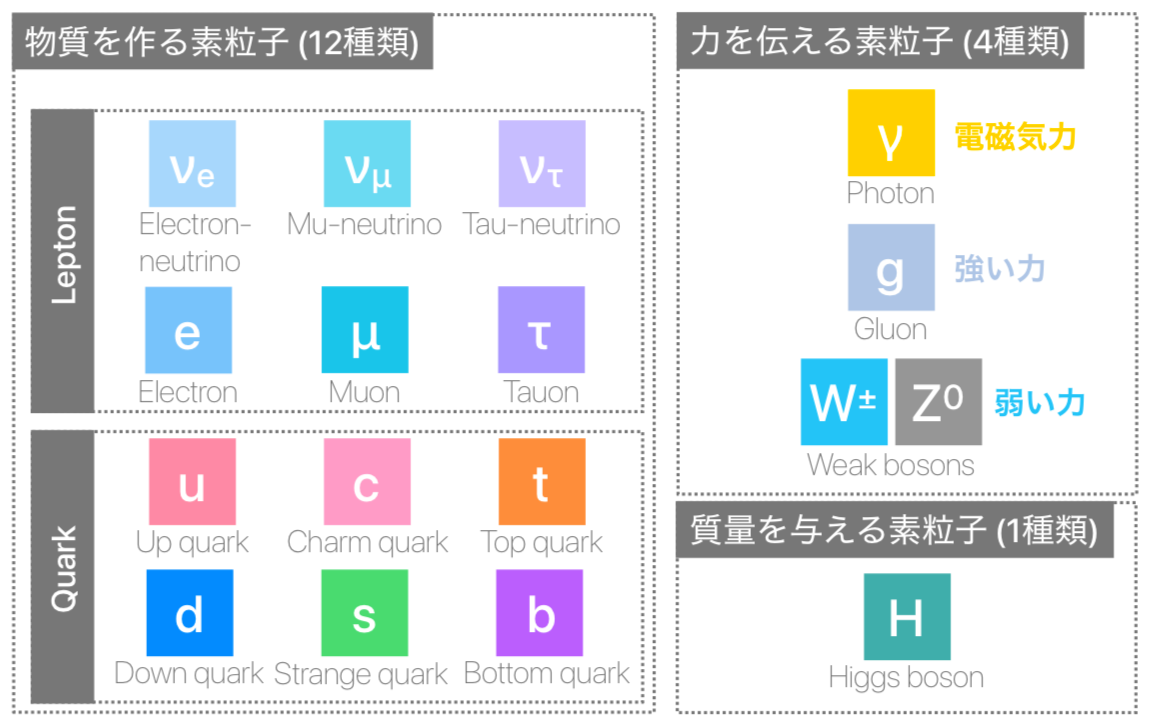 物質を作る素粒子 (12種類)
Lepton
νe
νμ
ντ
Electron-
neutrino
Mu-neutrino
Tau-neutrino
e
μ
τ
Electron
Muon
Tauon
Quark
u
c
t
Up quark
Charm quark
Top quark
d
s
b
Down quark
Strange quark
Bottom quark
力を伝える素粒子 (4種類)
γ
電磁気力
Photon
g
強い力
Gluon
W±
Z0
弱い力
Weak bosons
質量を与える素粒子 (1種類)
H
Higgs boson